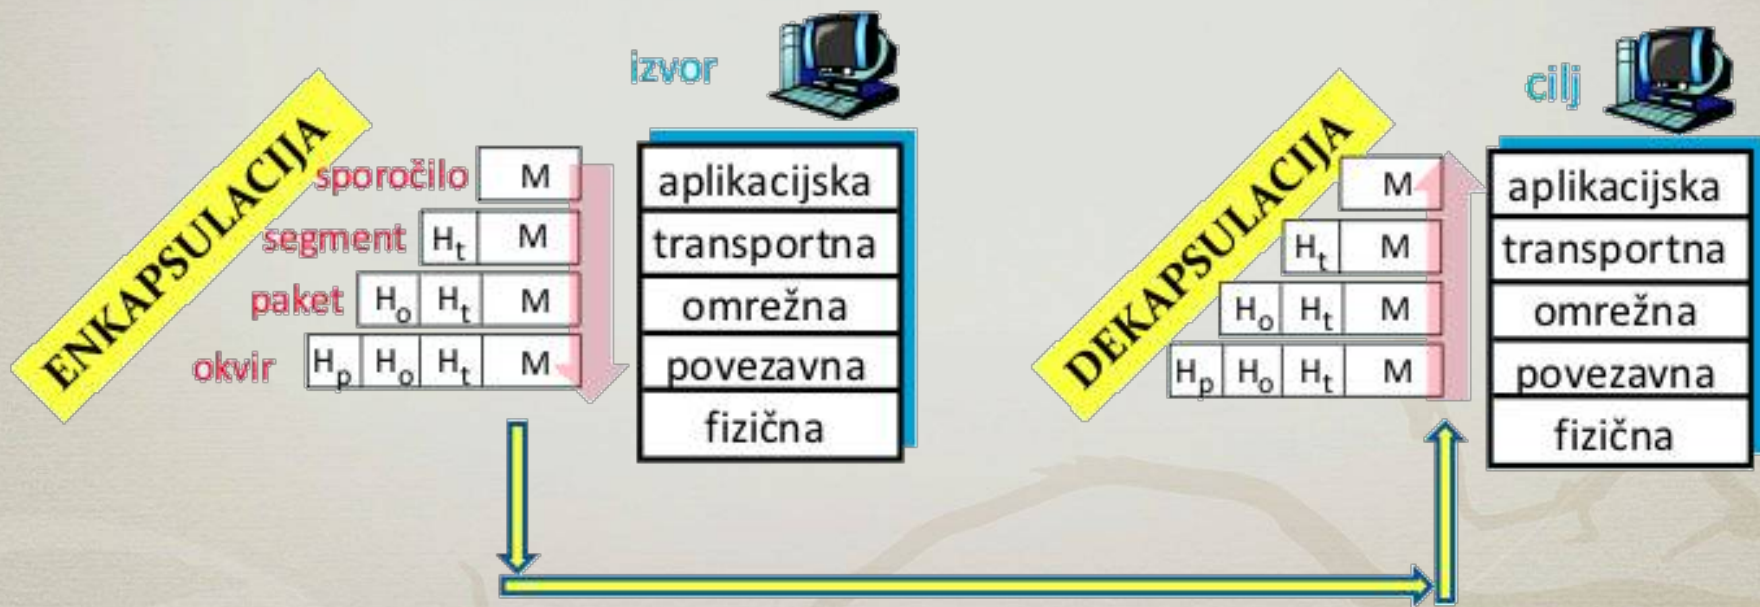 izvor
ENKAPSULACIJA
sporočilo M
segment Ht M
paket Ho Ht M
okvir Hp Ho Ht M
aplikacijska
transportna
omrežna
povezavna
fizična
cilj
DEKAPSULACIJA
M
Ht M
Ho Ht M
Hp Ho Ht M
aplikacijska
transportna
omrežna
povezavna
fizična